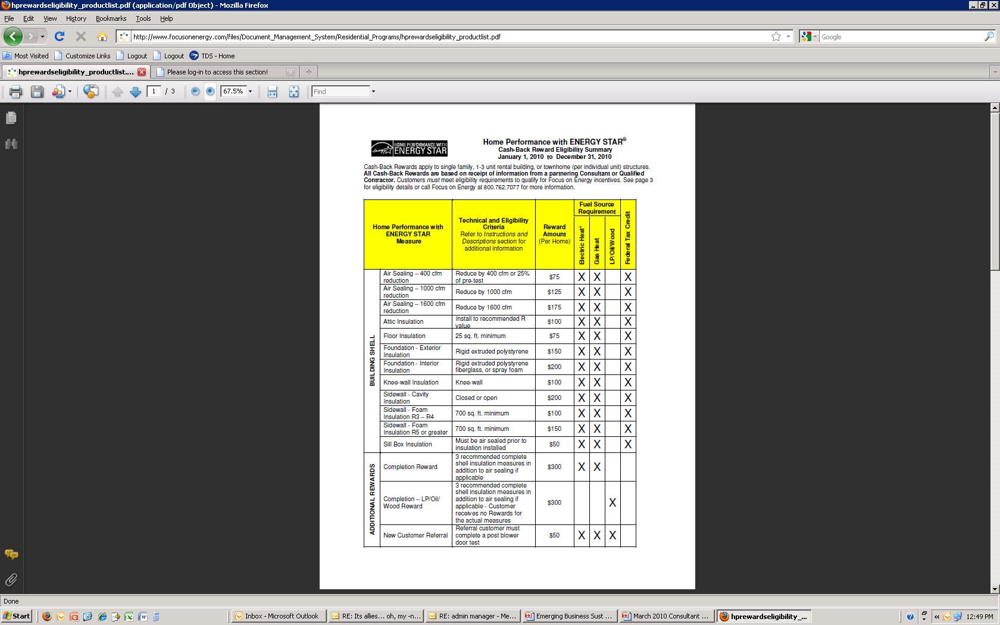 hprewardseligibility_productlist.pdf (application/pdf Object) - Mozilla Firefox
File Edit View History Bookmarks Tools Help
http://www.focusonenergy.com/files/Document_Management_System/Residential_Programs/hprewardseligibility_productlist.pdf
Google
Most Visited Customize Links Logout Logout TDS - Home
hprewardseligibility_productlist.... Please log-in to access this section!
1 / 3 67.5% Find
HOME PERFORMANCE WITH
ENERGY STAR
Home Performance with ENERGY STAR®
Cash-Back Reward Eligibility Summary
January 1, 2010 to December 31, 2010
Cash-Back Rewards apply to single family, 1-3 unit rental building, or townhome (per individual unit) structures.
All Cash-Back Rewards are based on receipt of information from a partnering Consultant or Qualified
Contractor. Customers must meet eligibility requirements to qualify for Focus on Energy incentives. See page 3
for eligibility details or call Focus on Energy at 800.762.7077 for more information.
Home Performance with
ENERGY STAR
Measure
Technical and Eligibility
Criteria
Refer to Instructions and
Descriptions section for
additional information
Reward
Amount
(Per Home)
Fuel Source
Requirement
Electric Heat*
Gas Heat
LP/Oil/Wood
Federal Tax Credit
BUILDING SHELL
Air Sealing – 400 cfm
reduction
Reduce by 400 cfm or 25%
of pre-test
$75 X X X
Air Sealing – 1000 cfm
reduction
Reduce by 1000 cfm
$125 X X X
Air Sealing – 1600 cfm
reduction
Reduce by 1600 cfm
$175 X X X
Attic Insulation
Install to recommended R
value
$100 X X X
Floor Insulation
25 sq. ft. minimum
$75 X X X
Foundation - Exterior
Insulation
Rigid extruded polystyrene
$150 X X X
Foundation - Interior
Insulation
Rigid extruded polystyrene
fiberglass, or spray foam
$200 X X X
Knee-wall Insulation
Knee-wall
$100 X X X
Sidewall - Cavity
Insulation
Closed or open
$200 X X X
Sidewall - Foam
Insulation R3 – R4
700 sq. ft. minimum
$100 X X X
Sidewall - Foam
Insulation R5 or greater
700 sq. ft. minimum
$150 X X X
Sill Box Insulation
Must be air sealed prior to
insulation installed
$50 X X X
ADDITIONAL REWARDS
Completion Reward
3 recommended complete
shell insulation measures in
addition to air sealing if
applicable
$300 X X
Completion – LP/Oil/
Wood Reward
3 recommended complete
shell insulation measures in
addition to air sealing if
applicable - Customer
receives no Rewards for
the actual measures
$300 X
New Customer Referral
Referral customer must
complete a post blower
door test
$50 X X X
Done
Start Inbox - Microsoft Outlook RE: Its allies... oh, my -n... RE: admin manager - Me... Emerging Business Sust ... March 2010 Consultant ... hprewardseligibility_... 12:49 PM